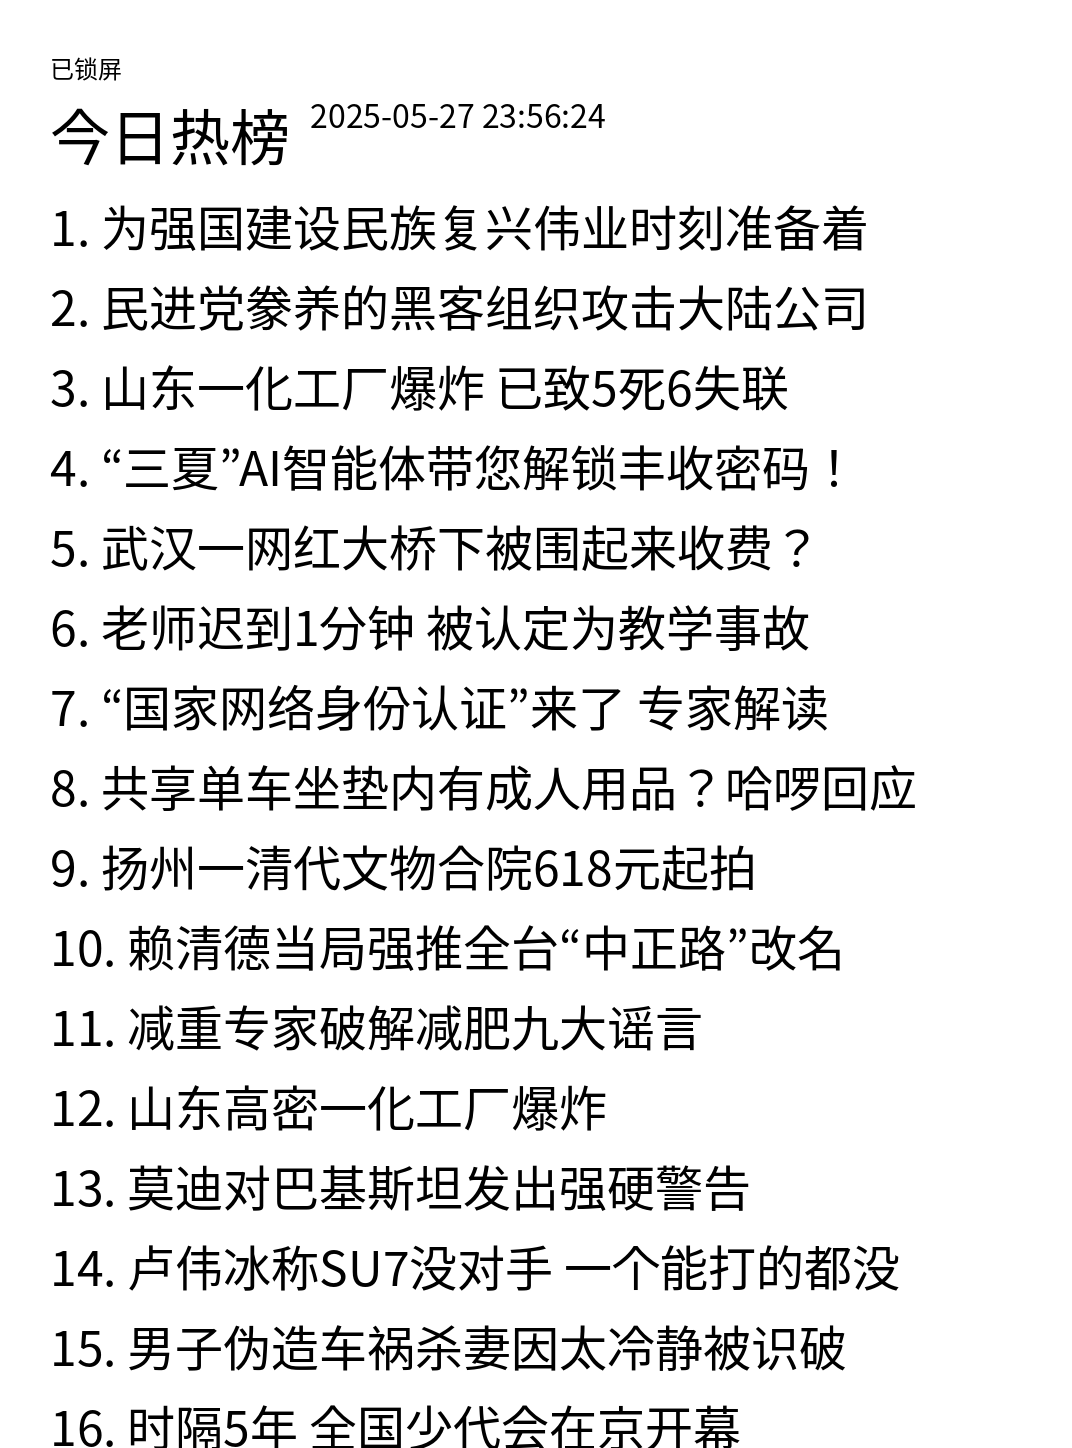 已锁屏
今日热榜 2025-05-27 23:56:24
1. 为强国建设民族复兴伟业时刻准备着
2. 民进党豢养的黑客组织攻击大陆公司
3. 山东一化工厂爆炸 已致5死6失联
4. “三夏”AI智能体带您解锁丰收密码！
5. 武汉一网红大桥下被围起来收费？
6. 老师迟到1分钟 被认定为教学事故
7. “国家网络身份认证”来了 专家解读
8. 共享单车坐垫内有成人用品？哈啰回应
9. 扬州一清代文物合院618元起拍
10. 赖清德当局强推全台“中正路”改名
11. 减重专家破解减肥九大谣言
12. 山东高密一化工厂爆炸
13. 莫迪对巴基斯坦发出强硬警告
14. 卢伟冰称SU7没对手 一个能打的都没
15. 男子伪造车祸杀妻因太冷静被识破
16. 时隔5年 全国少代会在京开幕